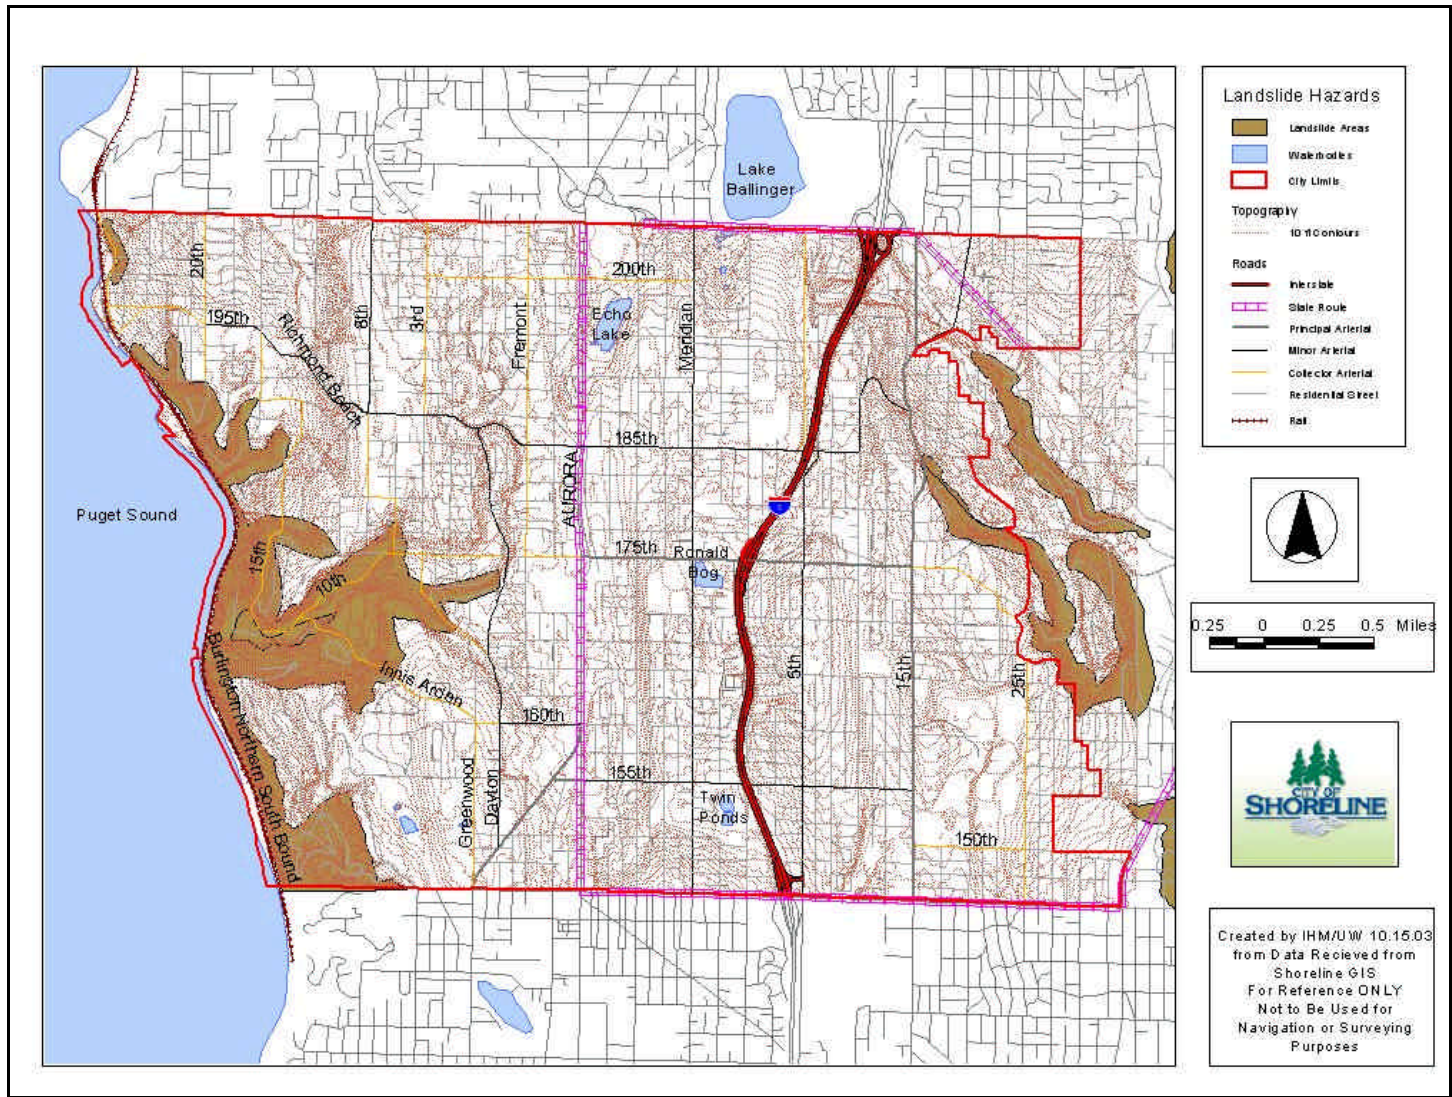 Lake
Ballinger
20th
200th
195th
Richmond Beach
8th
3rd
Fremont
Echo
Lake
Meridian
185th
AURORA
Puget Sound
175th
Ronald
Bog
15th
10th
Burlington Northern South Bound
Innis Arden
160th
5th
15th
25th
155th
Greenwood
Dayton
Twin
Ponds
150th
Landslide Hazards
Landslide Areas
Waterbodies
City Limits
Topography
10 ft Contours
Roads
Interstate
State Route
Principal Arterial
Minor Arterial
Collector Arterial
Residential Street
Rail
0.25 0 0.25 0.5 Miles
CITY OF
SHORELINE
Created by IHM/UW 10.15.03
from Data Recieved from
Shoreline GIS
For Reference ONLY
Not to Be Used for
Navigation or Surveying
Purposes